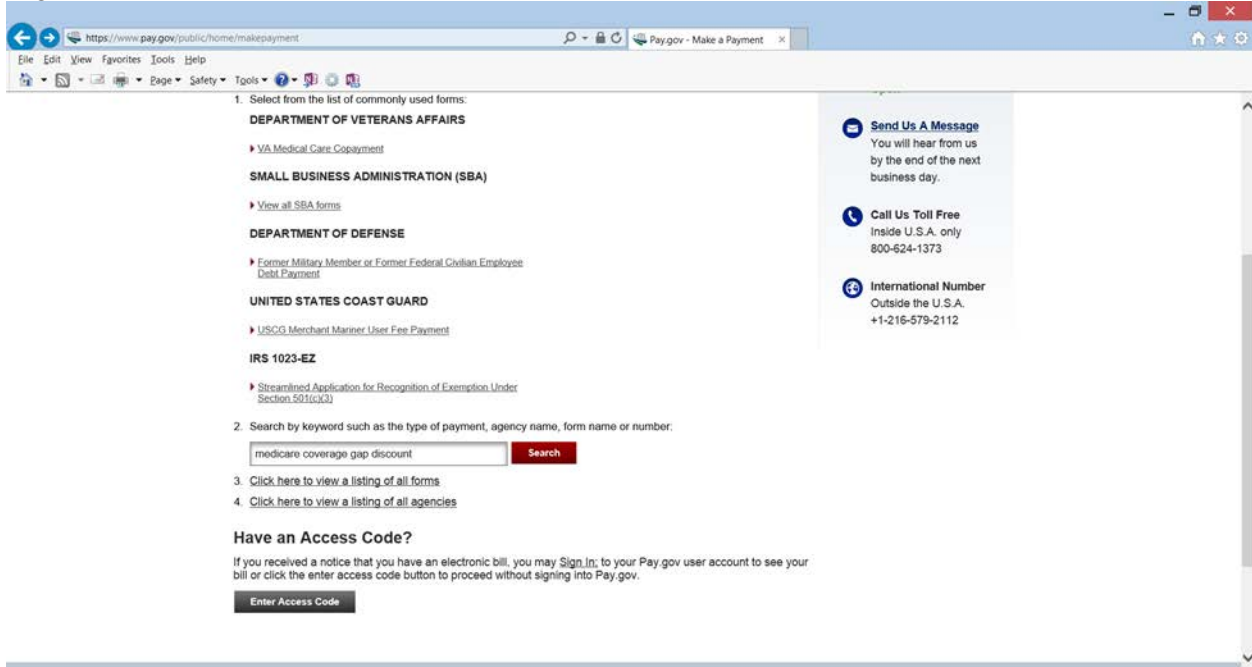 https://www.pay.gov/public/home/makepayment
Pay.gov - Make a Payment
File Edit View Favorites Tools Help
Page Safety Tools
1. Select from the list of commonly used forms:
DEPARTMENT OF VETERANS AFFAIRS
VA Medical Care Copayment
SMALL BUSINESS ADMINISTRATION (SBA)
View all SBA forms
DEPARTMENT OF DEFENSE
Former Military Member or Former Federal Civilian Employee
Debt Payment
UNITED STATES COAST GUARD
USCG Merchant Mariner User Fee Payment
IRS 1023-EZ
Streamlined Application for Recognition of Exemption Under
Section 501(c)(3)
2. Search by keyword such as the type of payment, agency name, form name or number:
medicare coverage gap discount
Search
3. Click here to view a listing of all forms
4. Click here to view a listing of all agencies
Have an Access Code?
If you received a notice that you have an electronic bill, you may Sign In: to your Pay.gov user account to see your
bill or click the enter access code button to proceed without signing into Pay.gov.
Enter Access Code
Send Us A Message
You will hear from us
by the end of the next
business day.
Call Us Toll Free
Inside U.S.A. only
800-624-1373
International Number
Outside the U.S.A.
+1-216-579-2112